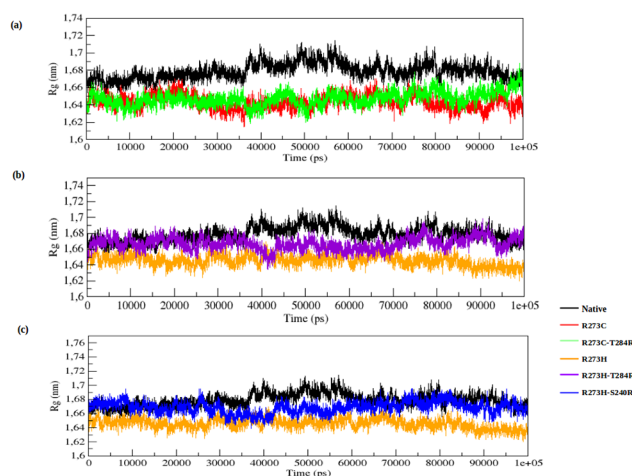 (a)
1,74
1,72
1,7
1,68
1,66
1,64
1,62
1,6
Rg (nm)
0 10000 20000 30000 40000 50000 60000 70000 80000 90000 1e+05
Time (ps)
(b)
1,74
1,72
1,7
1,68
1,66
1,64
1,62
1,6
Rg (nm)
0 10000 20000 30000 40000 50000 60000 70000 80000 90000 1e+05
Time (ps)
(c)
1,76
1,74
1,72
1,7
1,68
1,66
1,64
1,62
1,6
Rg (nm)
0 10000 20000 30000 40000 50000 60000 70000 80000 90000 1e+05
Time (ps)
Native
R273C
R273C-T284R
R273H
R273H-T284R
R273H-S240R